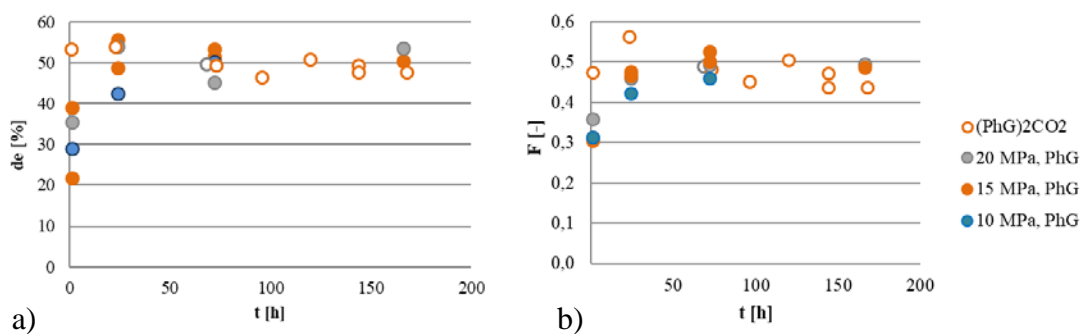 60
50
40
30
20
10
0
de [%]
0
50
100
150
200
t [h]
a)
0,6
0,5
0,4
0,3
0,2
0,1
0,0
F [-]
0
50
100
150
200
t [h]
b)
(PhG)2CO2
20 MPa, PhG
15 MPa, PhG
10 MPa, PhG